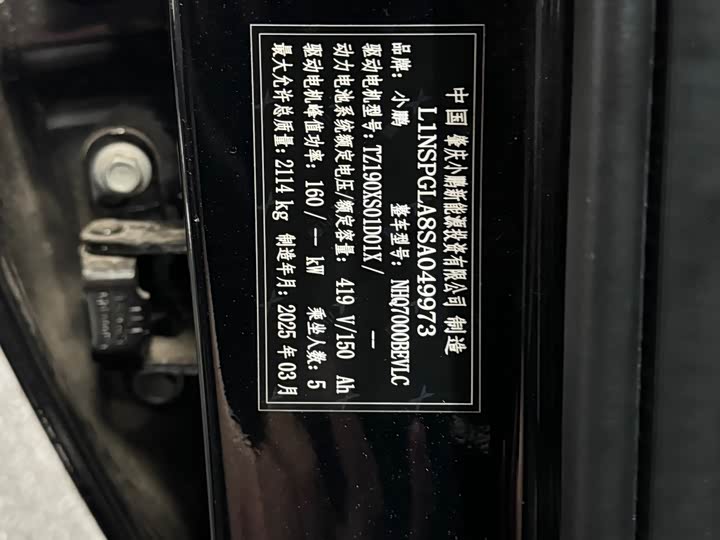 中国 肇庆小鹏新能源投资有限公司 制造
L1NSPGLA8SA049973
品牌: 小鹏 整车型号: NHQ7000BEVLC
驱动电机型号: TZ190XS01D01X / --
动力电池系统额定电压/额定容量: 419 V/150 Ah
驱动电机峰值功率: 160 / -- kW 乘坐人数: 5
最大允许总质量: 2114 kg 制造年月: 2025 年 03 月